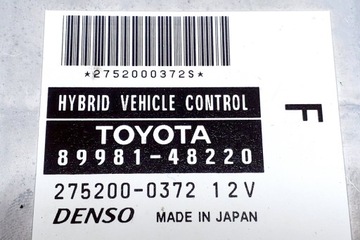 *2752000372S*
HYBRID VEHICLE CONTROL
F
TOYOTA
89981-48220
275200-0372 12V
DENSO MADE IN JAPAN